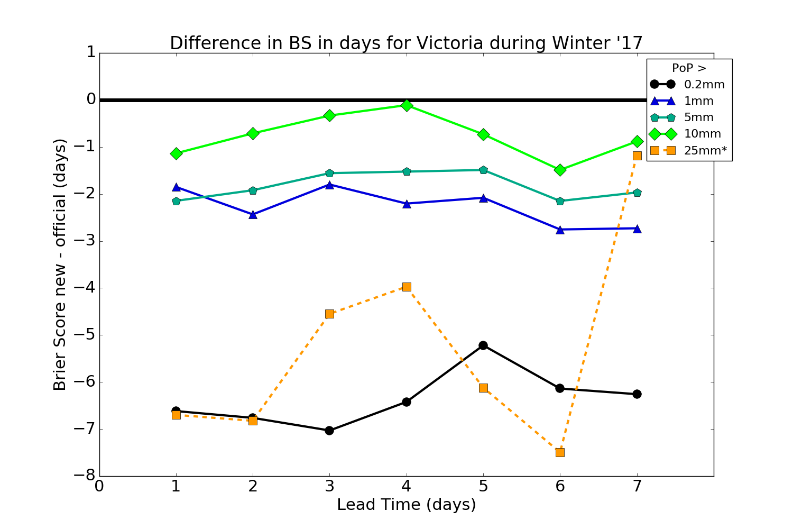 Difference in BS in days for Victoria during Winter '17
Brier Score new - official (days)
1
0
−1
−2
−3
−4
−5
−6
−7
−8
PoP >
0.2mm
1mm
5mm
10mm
25mm*
0 1 2 3 4 5 6 7
Lead Time (days)